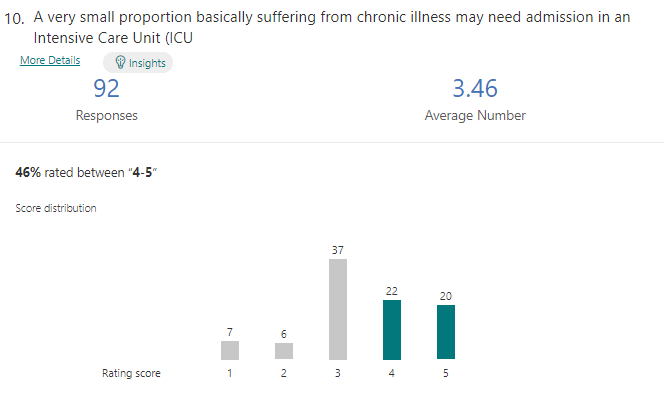 10. A very small proportion basically suffering from chronic illness may need admission in an
Intensive Care Unit (ICU
More Details
Insights
92
Responses
3.46
Average Number
46% rated between "4-5"
Score distribution
37
22
20
7
6
Rating score
1
2
3
4
5